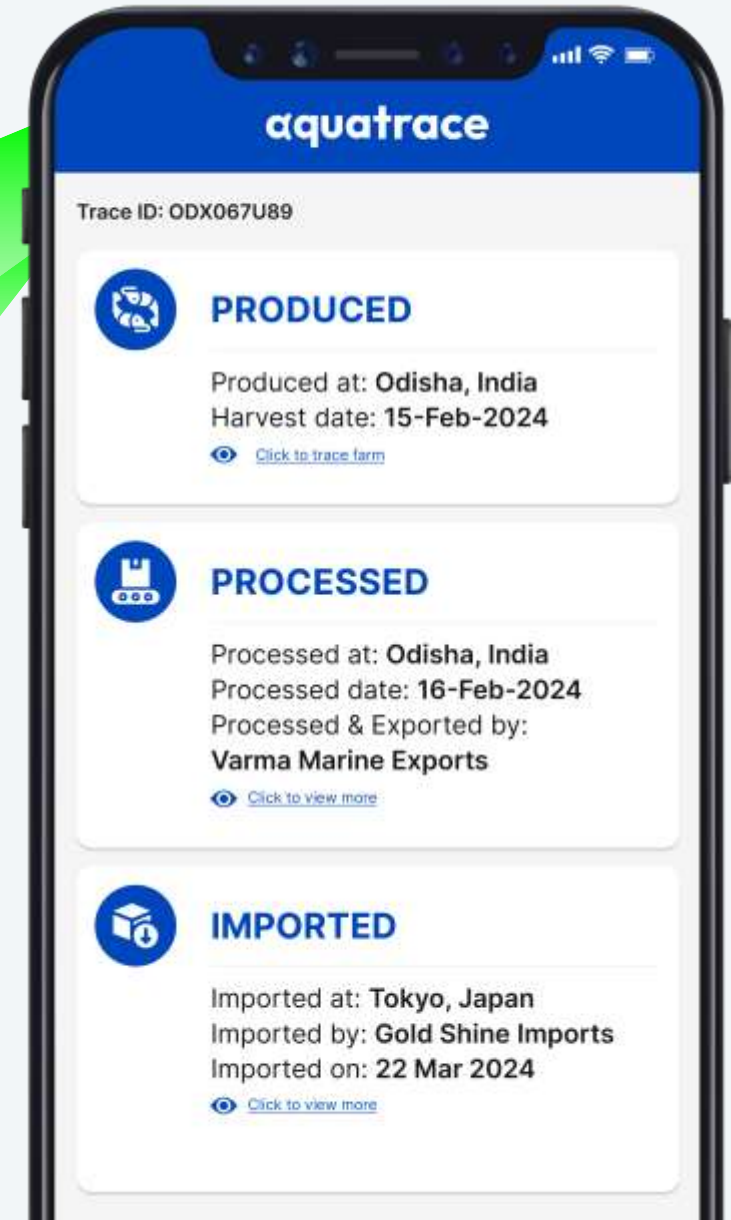 αquatrace
Trace ID: ODX067U89
PRODUCED
Produced at: Odisha, India
Harvest date: 15-Feb-2024
Click to trace farm
PROCESSED
Processed at: Odisha, India
Processed date: 16-Feb-2024
Processed & Exported by:
Varma Marine Exports
Click to view more
IMPORTED
Imported at: Tokyo, Japan
Imported by: Gold Shine Imports
Imported on: 22 Mar 2024
Click to view more